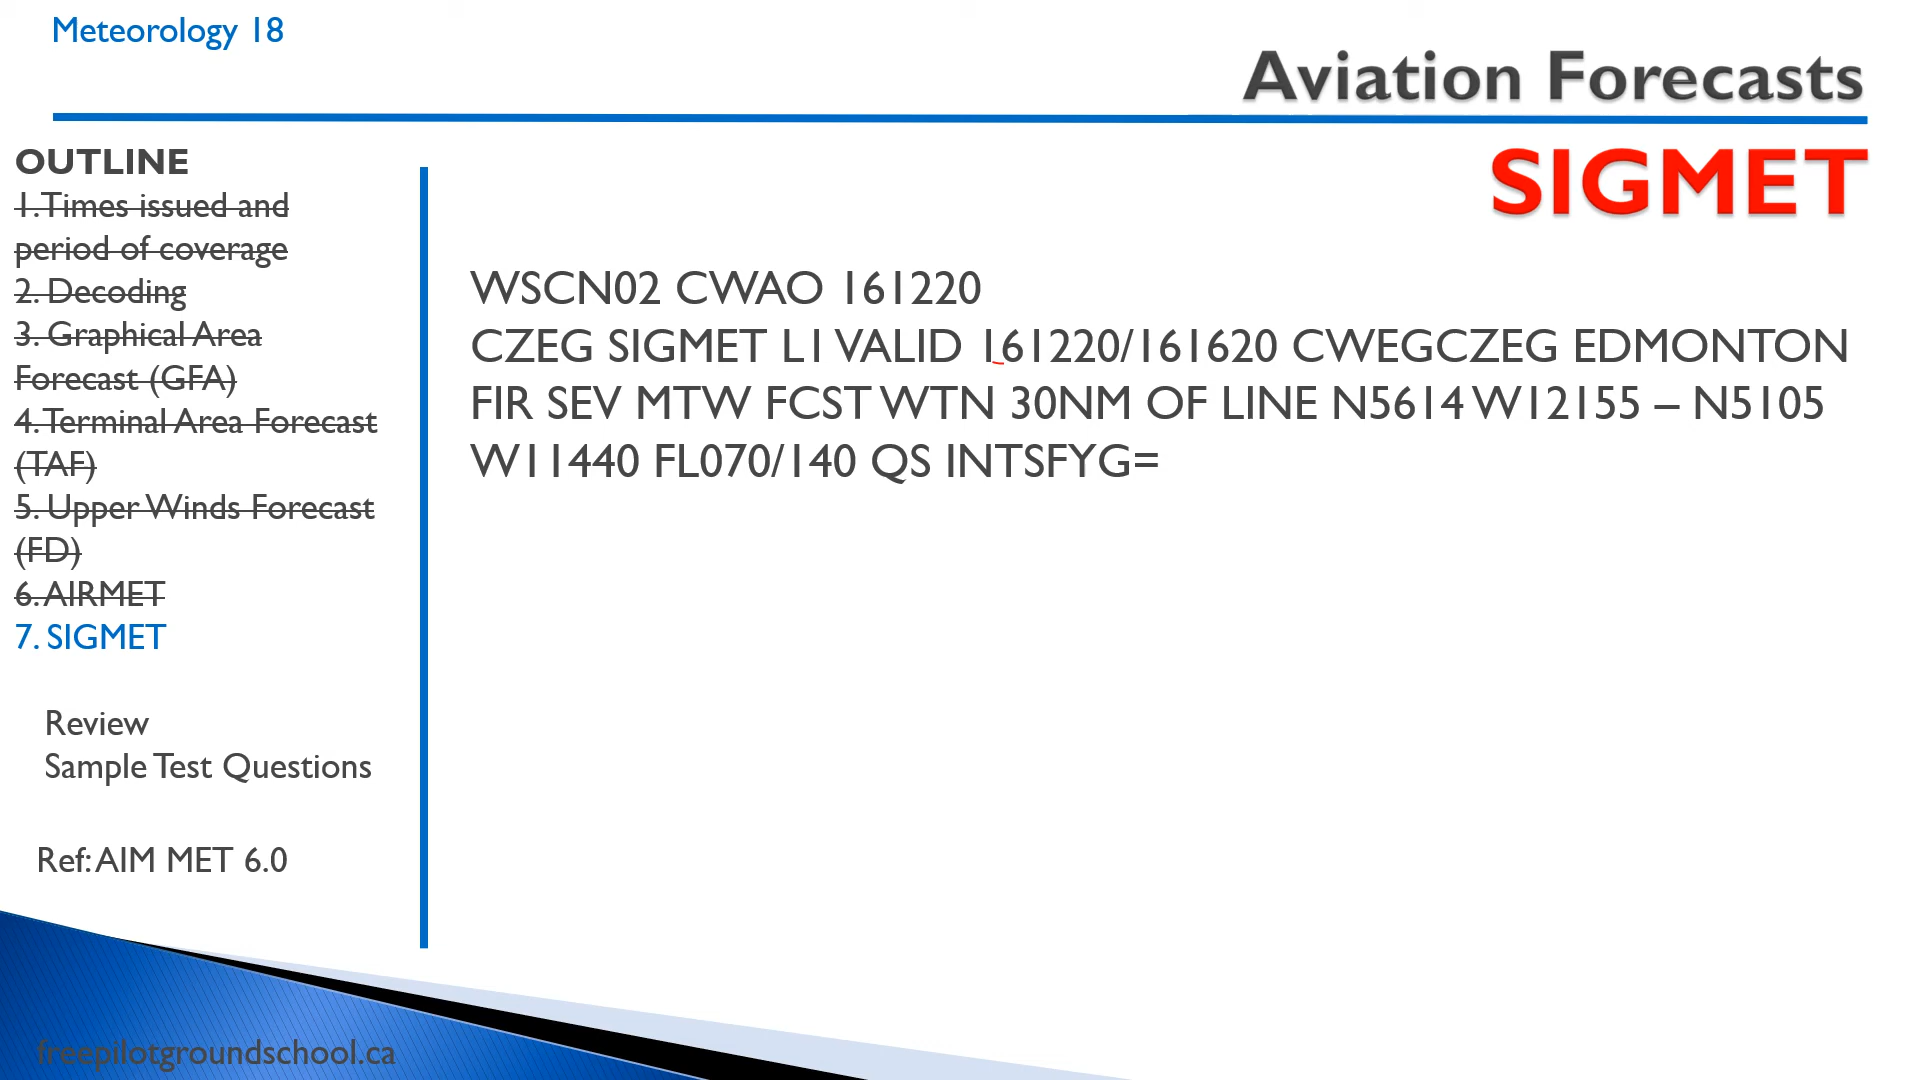 Meteorology 18
Aviation Forecasts
SIGMET
OUTLINE
1. Times issued and
period of coverage
2. Decoding
3. Graphical Area
Forecast (GFA)
4. Terminal Area Forecast
(TAF)
5. Upper Winds Forecast
(FD)
6. AIRMET
7. SIGMET
Review
Sample Test Questions
Ref: AIM MET 6.0
WSCN02 CWAO 161220
CZEG SIGMET L1 VALID 161220/161620 CWEGCZEG EDMONTON
FIR SEV MTW FCST WTN 30NM OF LINE N5614 W12155 – N5105
W11440 FL070/140 QS INTSFYG=
freepilotgroundschool.ca